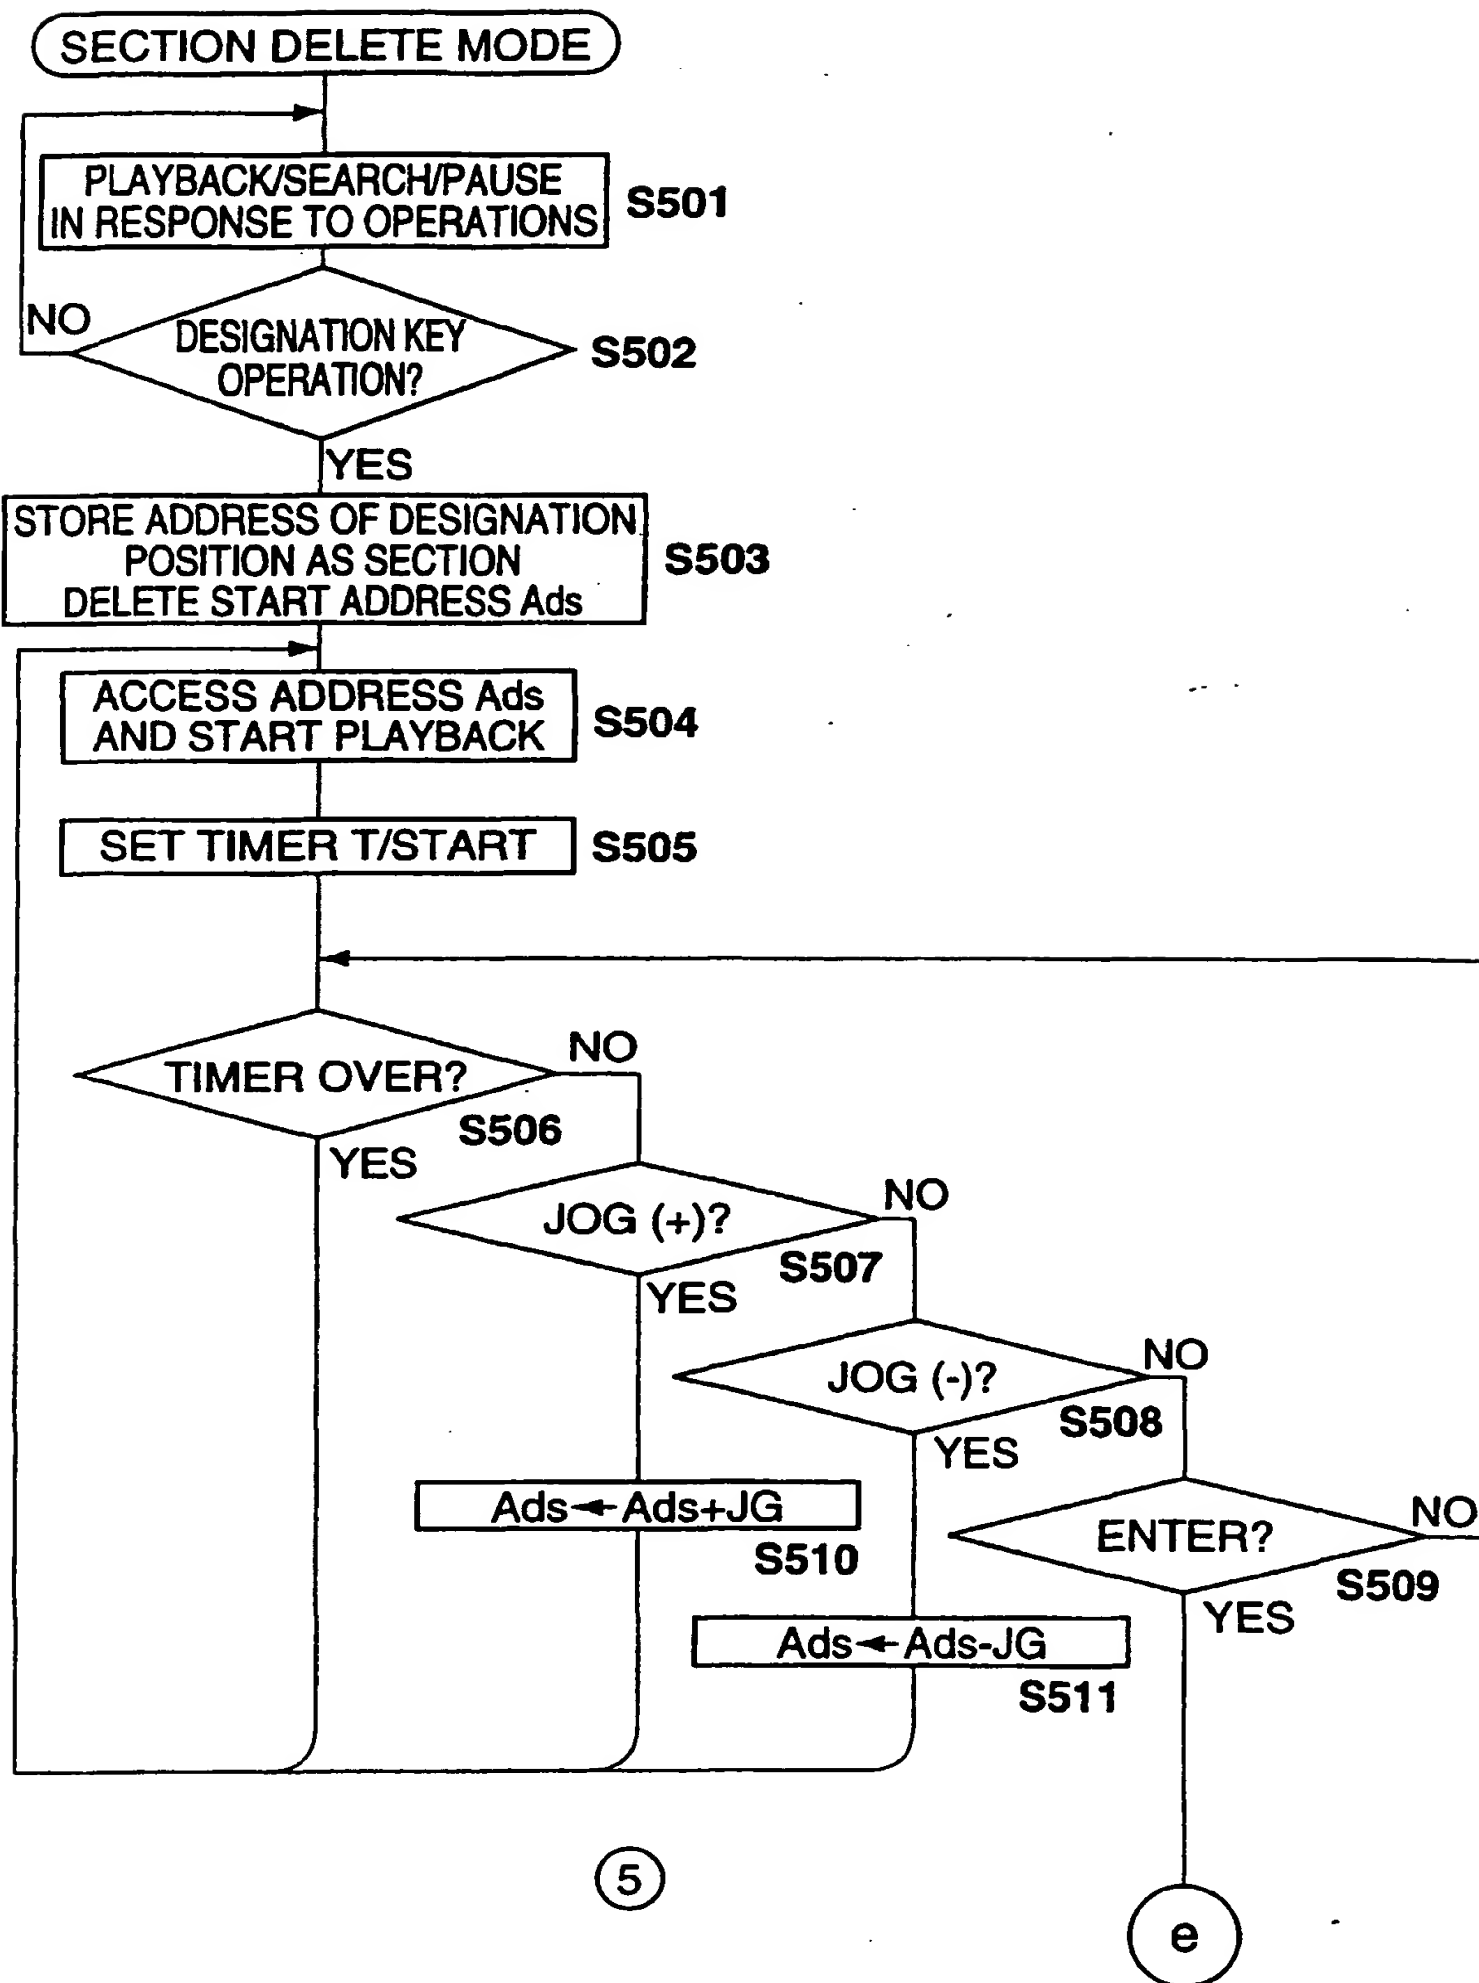 SECTION DELETE MODE
PLAYBACK/SEARCH/PAUSE
IN RESPONSE TO OPERATIONS
S501
NO
DESIGNATION KEY
OPERATION?
S502
YES
STORE ADDRESS OF DESIGNATION
POSITION AS SECTION
DELETE START ADDRESS Ads
S503
ACCESS ADDRESS Ads
AND START PLAYBACK
S504
SET TIMER T/START
S505
TIMER OVER?
NO
S506
YES
JOG (+)?
NO
S507
YES
JOG (-)?
NO
S508
YES
Ads←Ads+JG
S510
ENTER?
NO
S509
YES
Ads←Ads-JG
S511
5
e